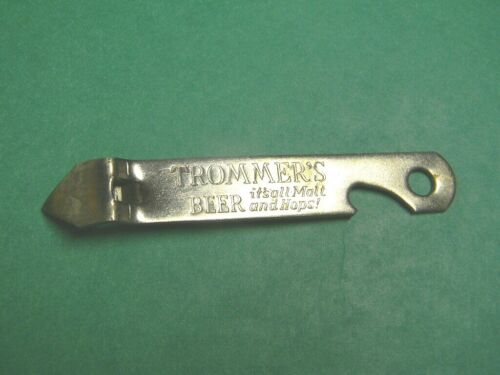 TROMMER'S
BEER it's all Malt
and Hops!